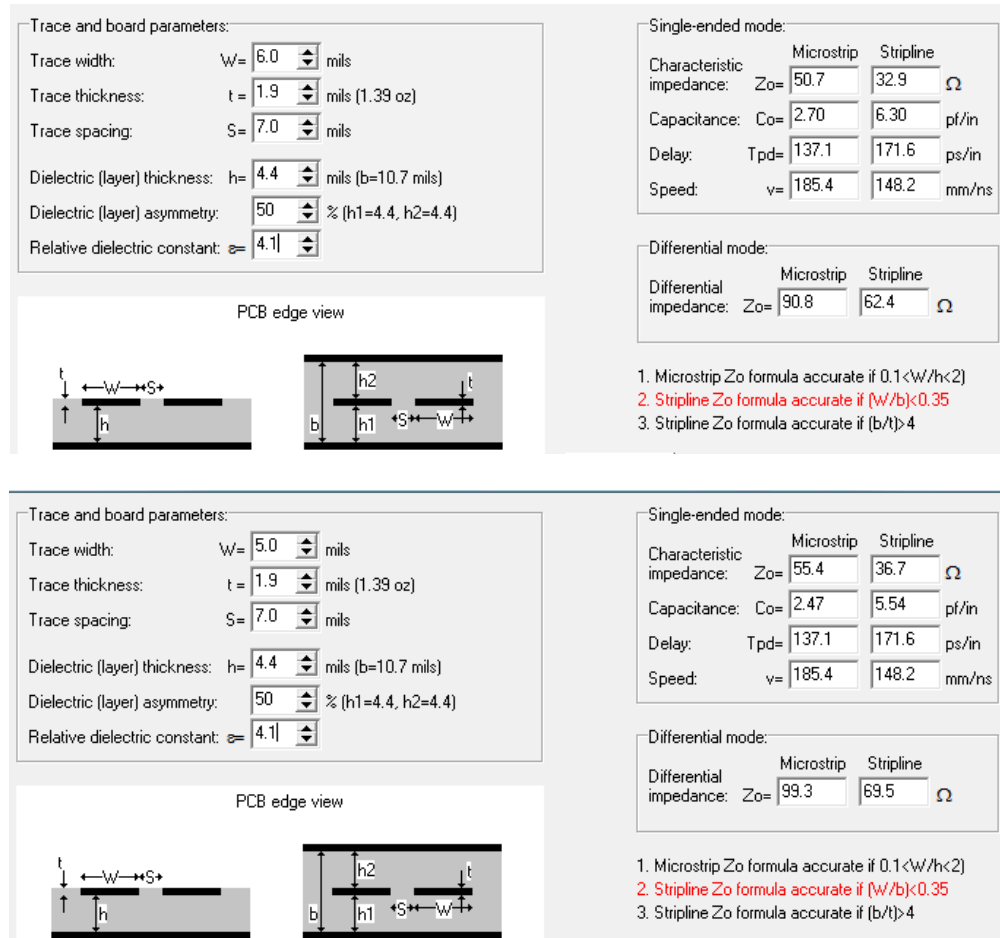 Trace and board parameters:
Trace width: W= 6.0 mils
Trace thickness: t = 1.9 mils (1.39 oz)
Trace spacing: S= 7.0 mils
Dielectric (layer) thickness: h= 4.4 mils (b=10.7 mils)
Dielectric (layer) asymmetry: 50 % (h1=4.4, h2=4.4)
Relative dielectric constant: ε= 4.1
PCB edge view
t W S h
b h2 h1 S W t
Single-ended mode:
Microstrip Stripline
Characteristic impedance: Zo= 50.7 32.9 Ω
Capacitance: Co= 2.70 6.30 pf/in
Delay: Tpd= 137.1 171.6 ps/in
Speed: v= 185.4 148.2 mm/ns
Differential mode:
Microstrip Stripline
Differential impedance: Zo= 90.8 62.4 Ω
1. Microstrip Zo formula accurate if 0.1<W/h<2)
2. Stripline Zo formula accurate if (W/b)<0.35
3. Stripline Zo formula accurate if (b/t)>4
Trace and board parameters:
Trace width: W= 5.0 mils
Trace thickness: t = 1.9 mils (1.39 oz)
Trace spacing: S= 7.0 mils
Dielectric (layer) thickness: h= 4.4 mils (b=10.7 mils)
Dielectric (layer) asymmetry: 50 % (h1=4.4, h2=4.4)
Relative dielectric constant: ε= 4.1
PCB edge view
t W S h
b h2 h1 S W t
Single-ended mode:
Microstrip Stripline
Characteristic impedance: Zo= 55.4 36.7 Ω
Capacitance: Co= 2.47 5.54 pf/in
Delay: Tpd= 137.1 171.6 ps/in
Speed: v= 185.4 148.2 mm/ns
Differential mode:
Microstrip Stripline
Differential impedance: Zo= 99.3 69.5 Ω
1. Microstrip Zo formula accurate if 0.1<W/h<2)
2. Stripline Zo formula accurate if (W/b)<0.35
3. Stripline Zo formula accurate if (b/t)>4